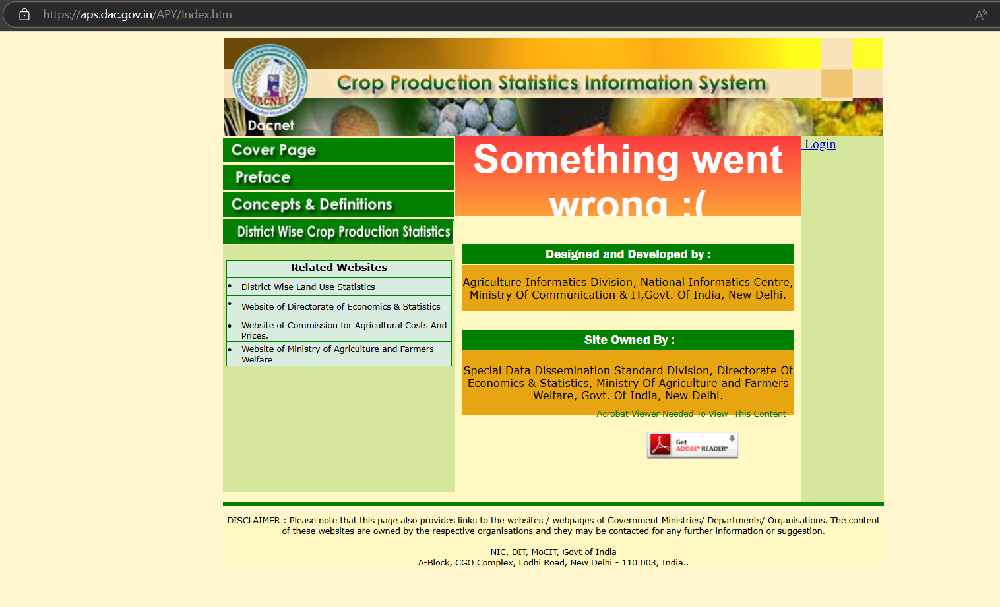 https://aps.dac.gov.in/APY/Index.htm
Crop Production Statistics Information System
DACNET
Dacnet
Cover Page
Preface
Concepts & Definitions
District Wise Crop Production Statistics
Related Websites
• District Wise Land Use Statistics
• Website of Directorate of Economics & Statistics
• Website of Commission for Agricultural Costs And
Prices.
• Website of Ministry of Agriculture and Farmers
Welfare
Something went
wrong :(
Login
Designed and Developed by :
Agriculture Informatics Division, National Informatics Centre,
Ministry Of Communication & IT,Govt. Of India, New Delhi.
Site Owned By :
Special Data Dissemination Standard Division, Directorate Of
Economics & Statistics, Ministry Of Agriculture and Farmers
Welfare, Govt. Of India, New Delhi.
Acrobat Viewer Needed To View This Content
Get
ADOBE® READER®
DISCLAIMER : Please note that this page also provides links to the websites / webpages of Government Ministries/ Departments/ Organisations. The content
of these websites are owned by the respective organisations and they may be contacted for any further information or suggestion.
NIC, DIT, MoCIT, Govt of India
A-Block, CGO Complex, Lodhi Road, New Delhi - 110 003, India..